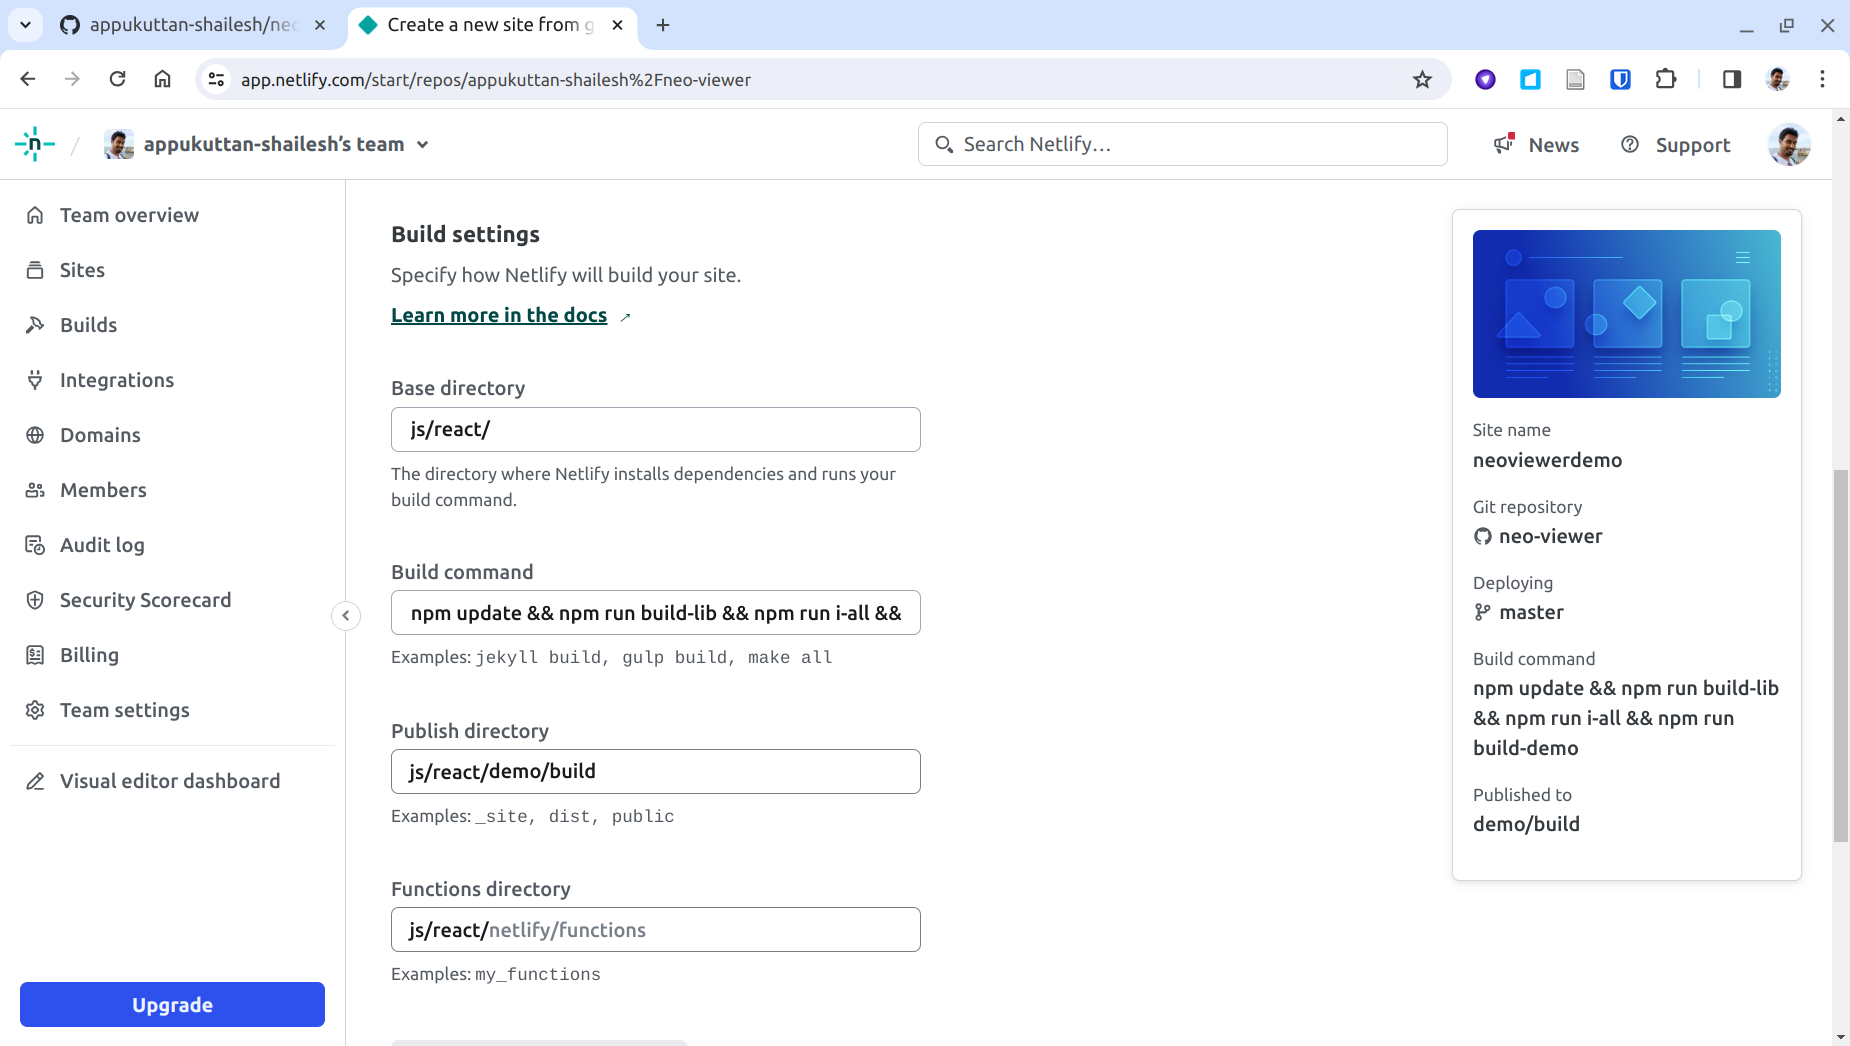 appukuttan-shailesh/neo
Create a new site from g
app.netlify.com/start/repos/appukuttan-shailesh%2Fneo-viewer
appukuttan-shailesh's team
Search Netlify...
News
Support
Team overview
Sites
Builds
Integrations
Domains
Members
Audit log
Security Scorecard
Billing
Team settings
Visual editor dashboard
Upgrade
Build settings
Specify how Netlify will build your site.
Learn more in the docs
Base directory
js/react/
The directory where Netlify installs dependencies and runs your
build command.
Build command
npm update && npm run build-lib && npm run i-all &&
Examples: jekyll build, gulp build, make all
Publish directory
js/react/demo/build
Examples: _site, dist, public
Functions directory
js/react/netlify/functions
Examples: my_functions
Site name
neoviewerdemo
Git repository
neo-viewer
Deploying
master
Build command
npm update && npm run build-lib
&& npm run i-all && npm run
build-demo
Published to
demo/build